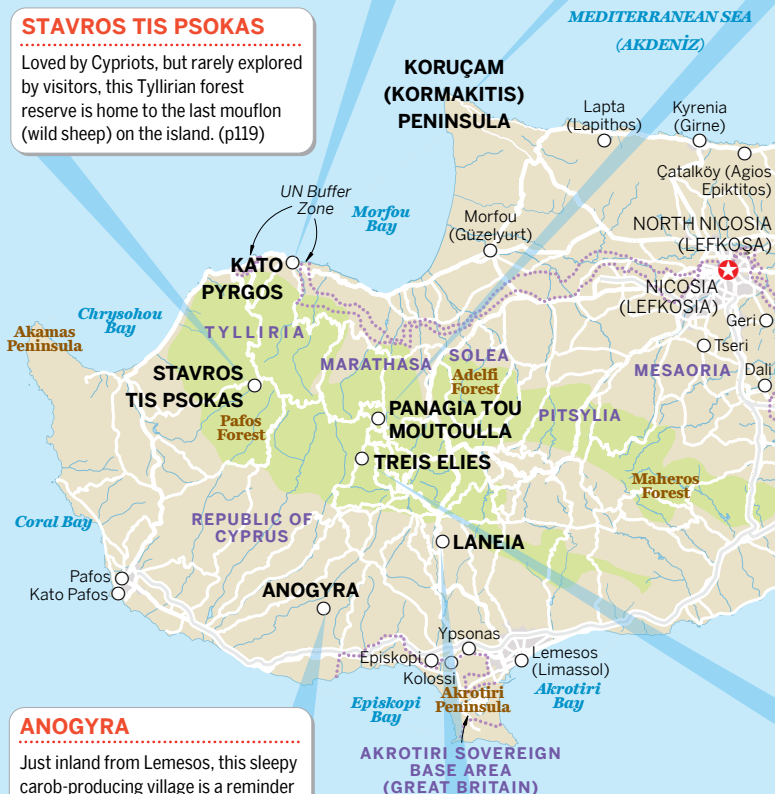 STAVROS TIS PSOKAS
Loved by Cypriots, but rarely explored
by visitors, this Tyllirian forest
reserve is home to the last mouflon
(wild sheep) on the island. (p119)
MEDITERRANEAN SEA
(AKDENİZ)
KORUÇAM
(KORMAKITIS)
PENINSULA
Lapta
(Lapithos)
Kyrenia
(Girne)
Çatalköy (Agios
Epiktitos)
UN Buffer
Zone
Morfou
Bay
Morfou
(Güzelyurt)
NORTH NICOSIA
(LEFKOŞA)
KATO
PYRGOS
NICOSIA
(LEFKOSIA)
Chrysohou
Bay
Geri
Akamas
Peninsula
TYLLIRIA
Tseri
MARATHASA
SOLEA
MESAORIA
Dali
STAVROS
TIS PSOKAS
Adelfi
Forest
Pafos
Forest
PANAGIA TOU
MOUTOULLA
PITSYLIA
TREIS ELIES
Maheros
Forest
Coral Bay
REPUBLIC OF
CYPRUS
LANEIA
Pafos
Kato Pafos
ANOGYRA
Ypsonas
Episkopi
Kolossi
Lemesos
(Limassol)
Episkopi
Bay
Akrotiri
Peninsula
Akrotiri
Bay
AKROTIRI SOVEREIGN
BASE AREA
(GREAT BRITAIN)
ANOGYRA
Just inland from Lemesos, this sleepy
carob-producing village is a reminder